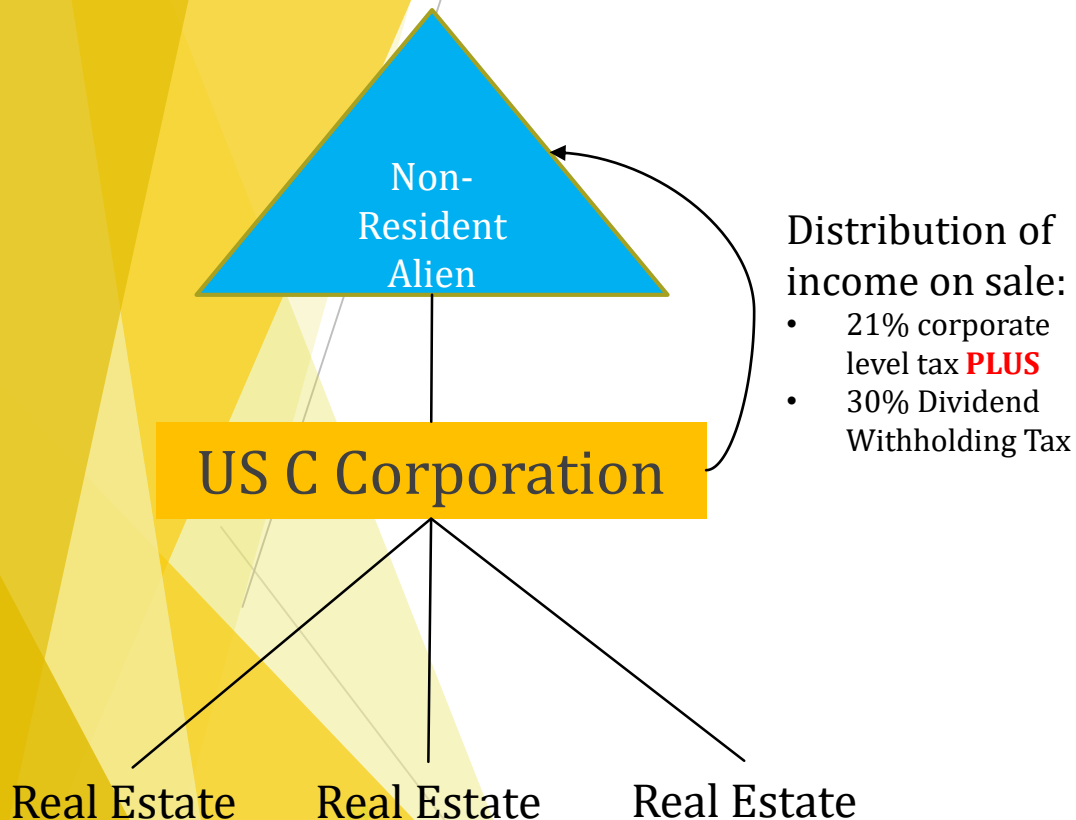 Non-
Resident
Alien
Distribution of
income on sale:
• 21% corporate
level tax PLUS
• 30% Dividend
Withholding Tax
US C Corporation
Real Estate
Real Estate
Real Estate